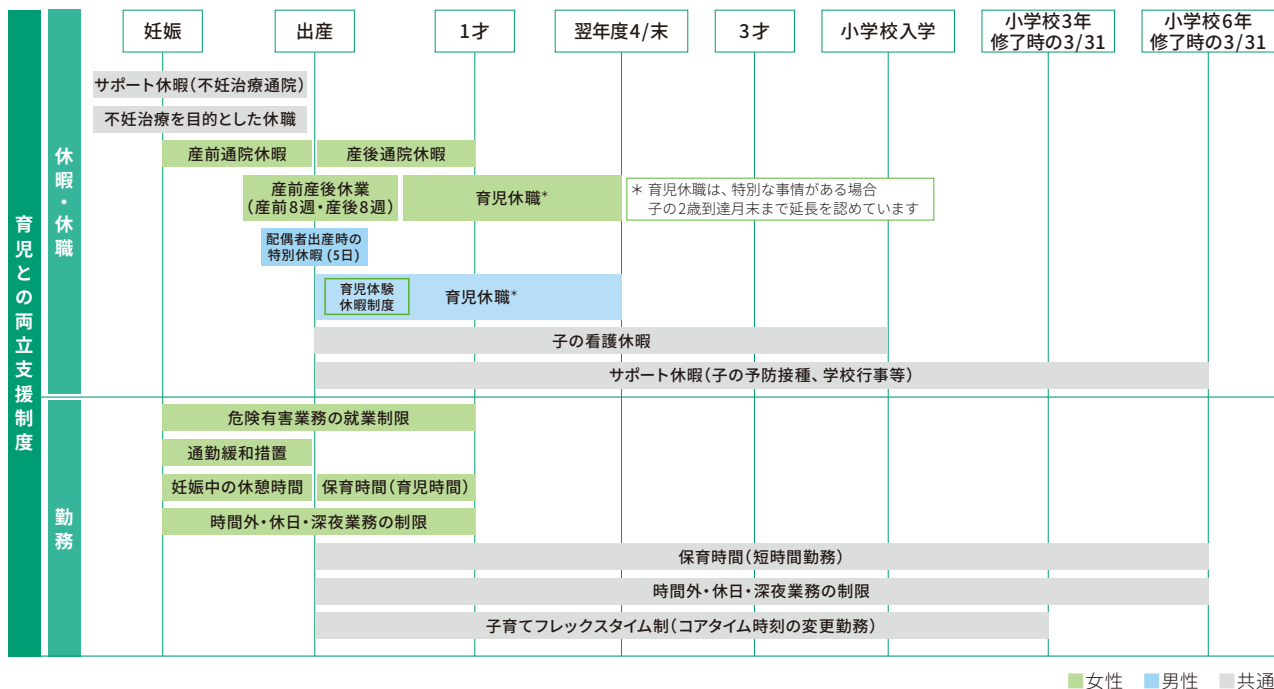 妊娠
出産
1才
翌年度4/末
3才
小学校入学
小学校3年
修了時の3/31
小学校6年
修了時の3/31
育児との両立支援制度
休暇・休職
サポート休暇(不妊治療通院)
不妊治療を目的とした休職
産前通院休暇
産後通院休暇
産前産後休業
(産前8週・産後8週)
育児休職*
* 育児休職は、特別な事情がある場合
子の2歳到達月末まで延長を認めています
配偶者出産時の
特別休暇(5日)
育児体験
休暇制度
育児休職*
子の看護休暇
サポート休暇(子の予防接種、学校行事等)
勤務
危険有害業務の就業制限
通勤緩和措置
妊娠中の休憩時間
保育時間(育児時間)
時間外・休日・深夜業務の制限
保育時間(短時間勤務)
時間外・休日・深夜業務の制限
子育てフレックスタイム制(コアタイム時刻の変更勤務)
女性 男性 共通